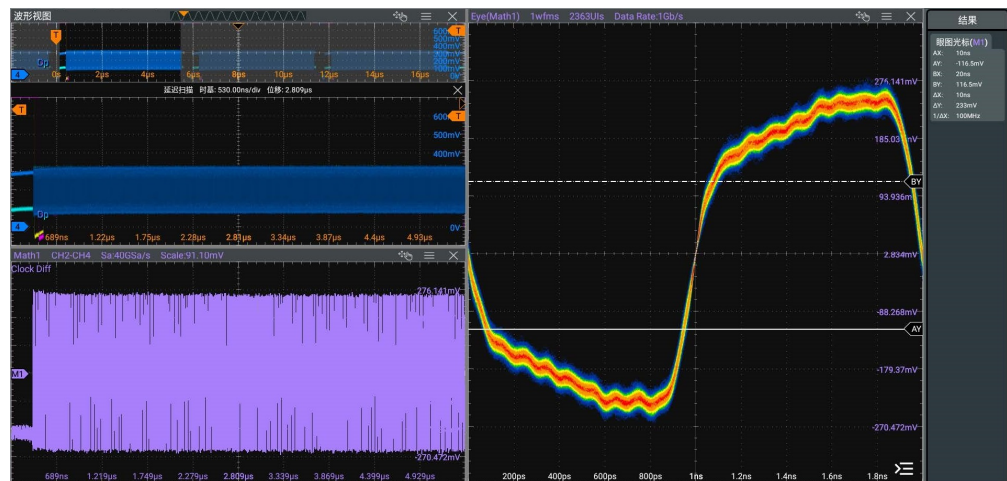 波形视图
T
600
500mV
400mV
300mV
200mV
0V
Dp
4
0s 2μs 4μs 6μs 8μs 10μs 12μs 14μs 16μs
延迟扫描 时基: 530.00ns/div 位移: 2.809μs
T
600
T
500mV
400mV
Dp
0V
4
689ns 1.22μs 1.75μs 2.28μs 2.81μs 3.34μs 3.87μs 4.4μs 4.93μs
Math1 CH2-CH4 Sa:40GSa/s Scale:91.10mV
Clock Diff
276.141mV
M1
-270.472mV
689ns 1.219μs 1.749μs 2.279μs 2.809μs 3.339μs 3.869μs 4.399μs 4.929μs
Eye(Math1) 1wfms 2363UIs Data Rate:1Gb/s
276.141mV
185.03
BY
93.936mV
2.834mV
-88.268mV
AY
-179.37mV
-270.472mV
200ps 400ps 600ps 800ps 1ns 1.2ns 1.4ns 1.6ns 1.8ns
结果
眼图光标(M1)
AX: 10ns
AY: -116.5mV
BX: 20ns
BY: 116.5mV
ΔX: 10ns
ΔY: 233mV
1/ΔX: 100MHz